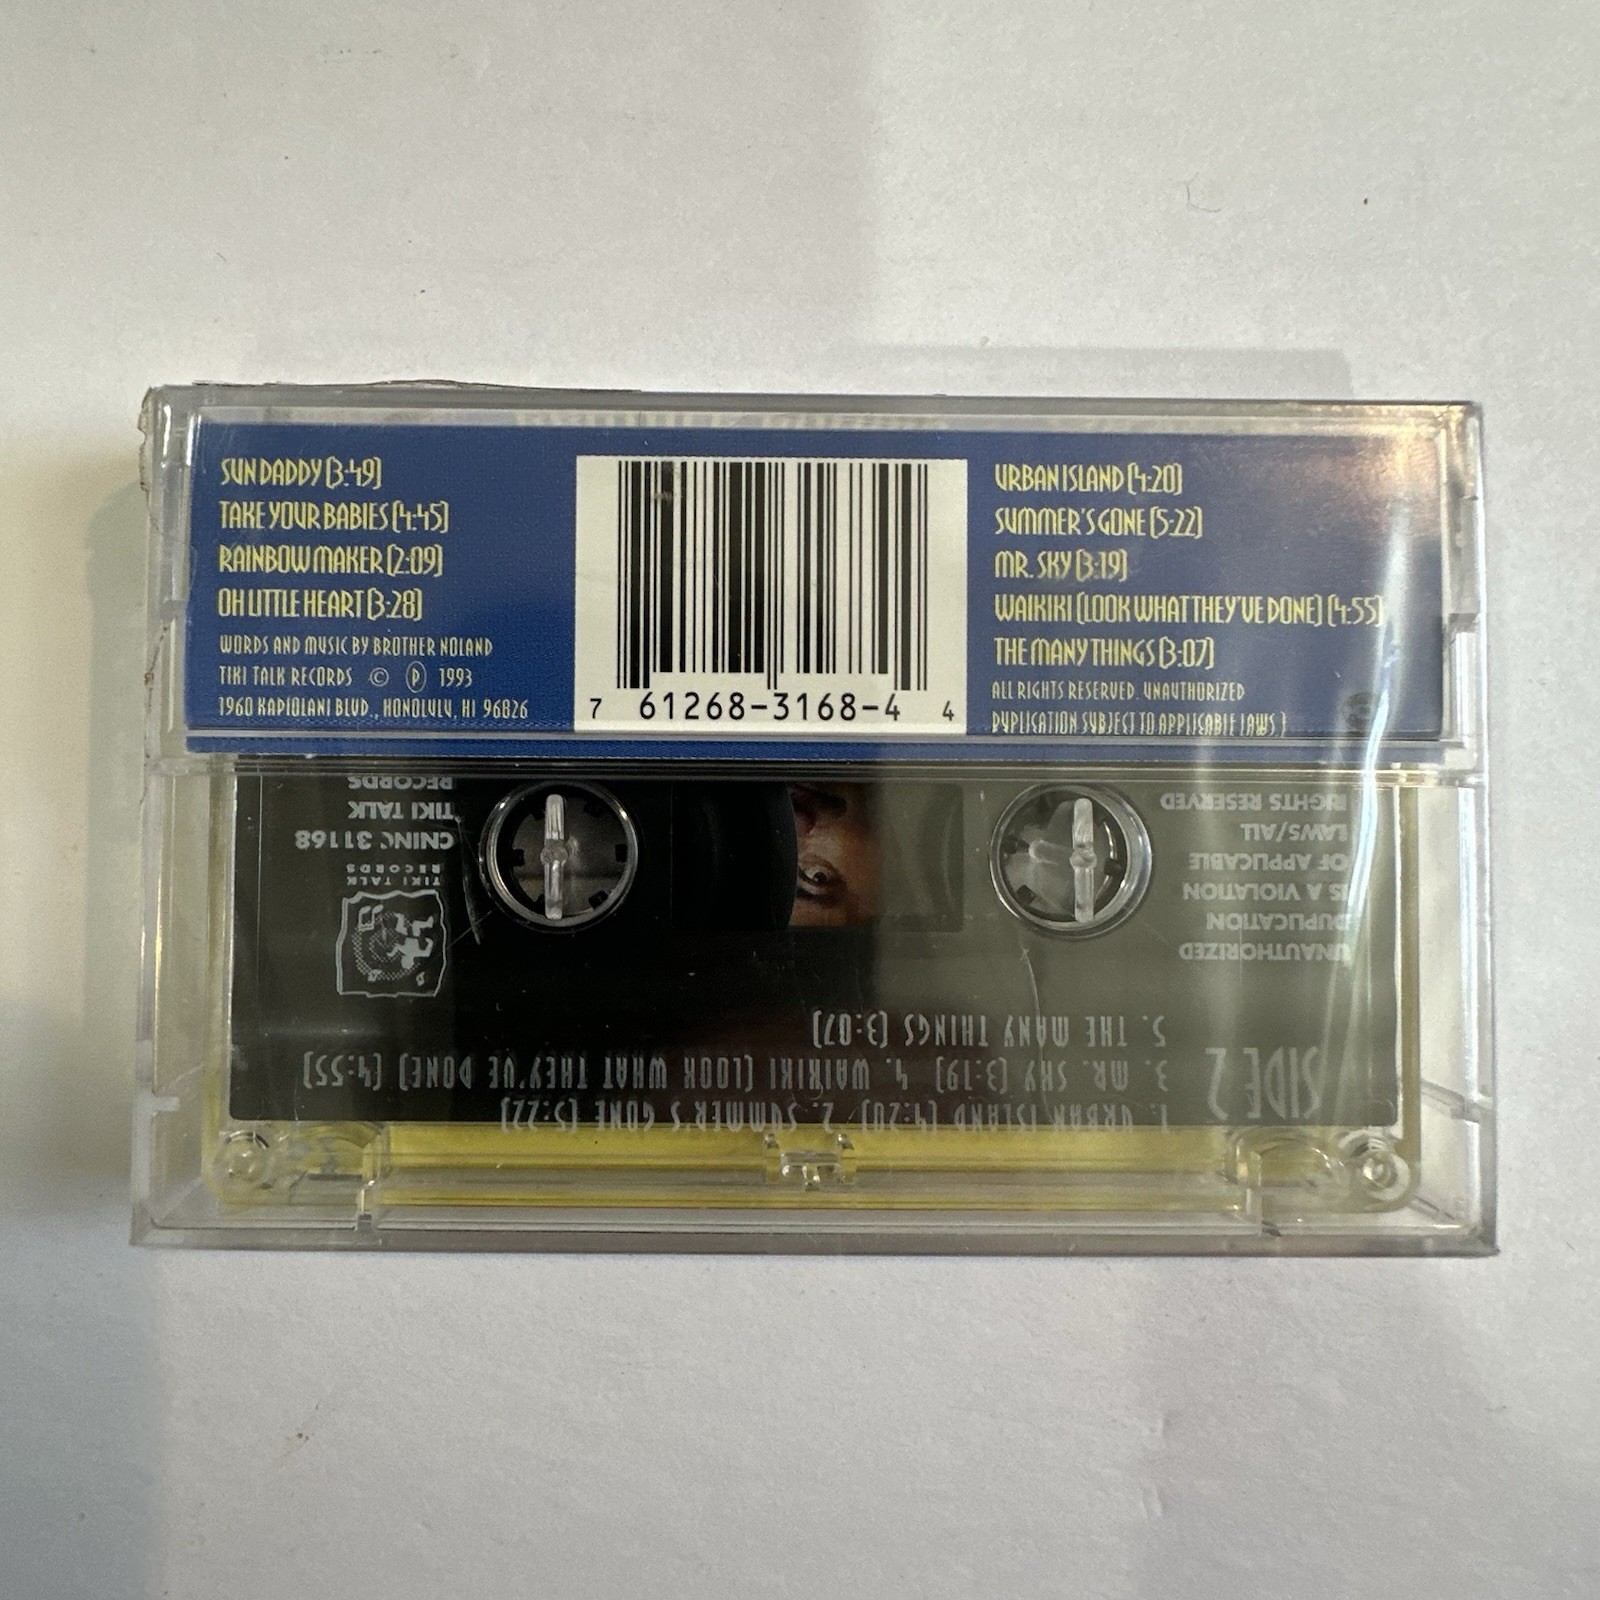 SUN DADDY (3:49)
TAKE YOUR BABIES (4:45)
RAINBOW MAKER (2:09)
OH LITTLE HEART (3:28)
WORDS AND MUSIC BY BROTHER NOLAND
TIKI TALK RECORDS © ℗ 1993
1960 KAPIOLANI BLVD., HONOLULU, HI 96826
7 61268-3168-4 4
URBAN ISLAND (4:20)
SUMMER'S GONE (5:22)
MR. SKY (3:19)
WAIKIKI (LOOK WHAT THEY'VE DONE) (4:55)
THE MANY THINGS (3:07)
ALL RIGHTS RESERVED. UNAUTHORIZED
DUPLICATION SUBJECT TO APPLICABLE LAWS.
SIDE 2
1. URBAN ISLAND (4:20) 2. SUMMER'S GONE (5:22)
3. MR. SKY (3:19) 4. WAIKIKI (LOOK WHAT THEY'VE DONE) (4:55)
5. THE MANY THINGS (3:07)
UNAUTHORIZED
DUPLICATION
IS A VIOLATION
OF APPLICABLE
LAWS/ALL
RIGHTS RESERVED
TIKI TALK
RECORDS
CNINC 31168
TIKI TALK
RECORDS